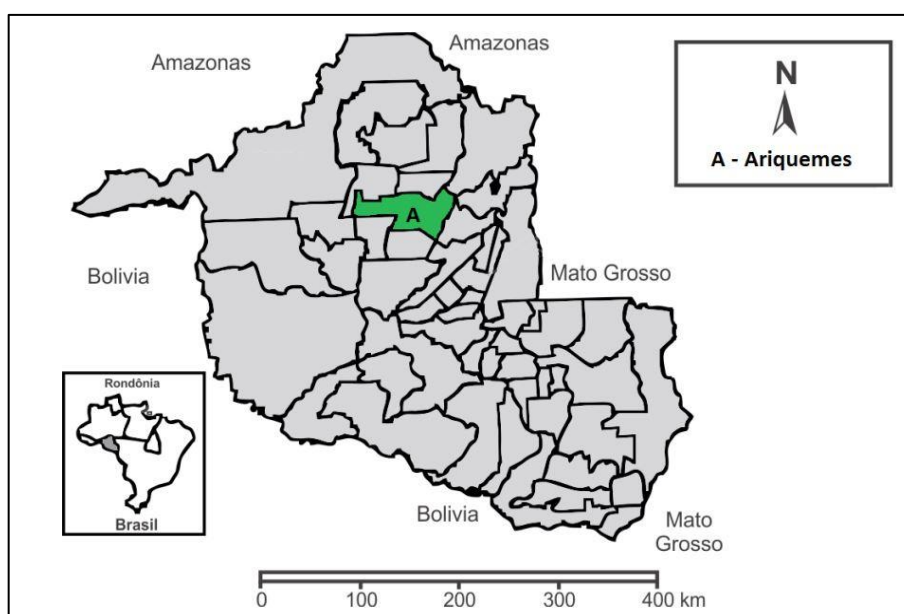 Amazonas
Amazonas
N
A - Ariquemes
A
Bolivia
Mato Grosso
Rondônia
Brasil
Bolivia
Mato
Grosso
0 100 200 300 400 km